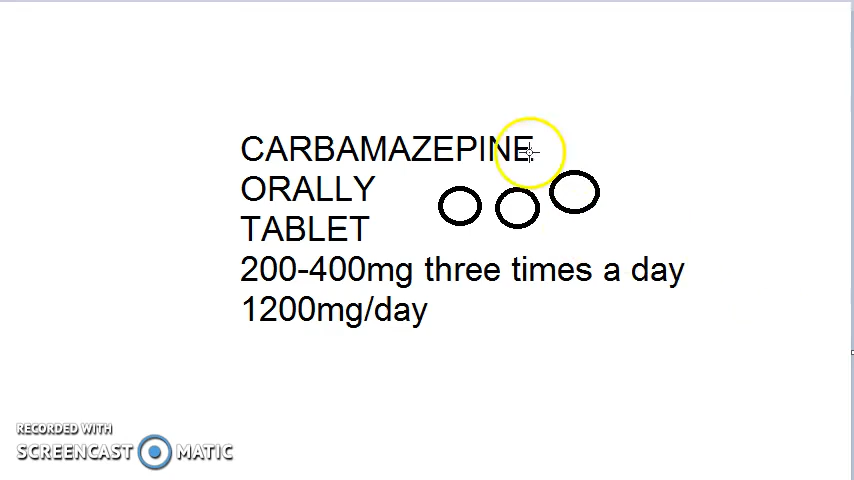 CARBAMAZEPINE.
ORALLY
TABLET
200-400mg three times a day
1200mg/day
RECORDED WITH
SCREENCAST MATIC